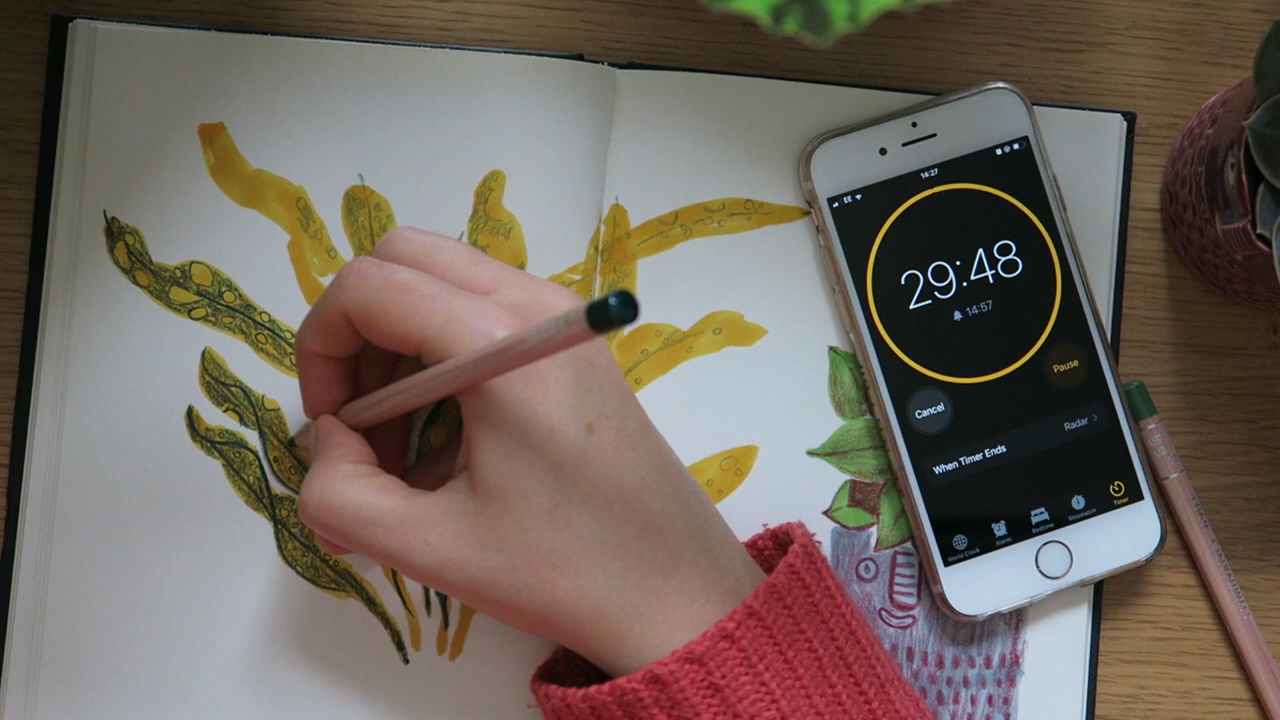 14:27
EE
29:48
14:57
Pause
Cancel
When Timer Ends Radar
World Clock Alarm Bedtime Stopwatch Timer